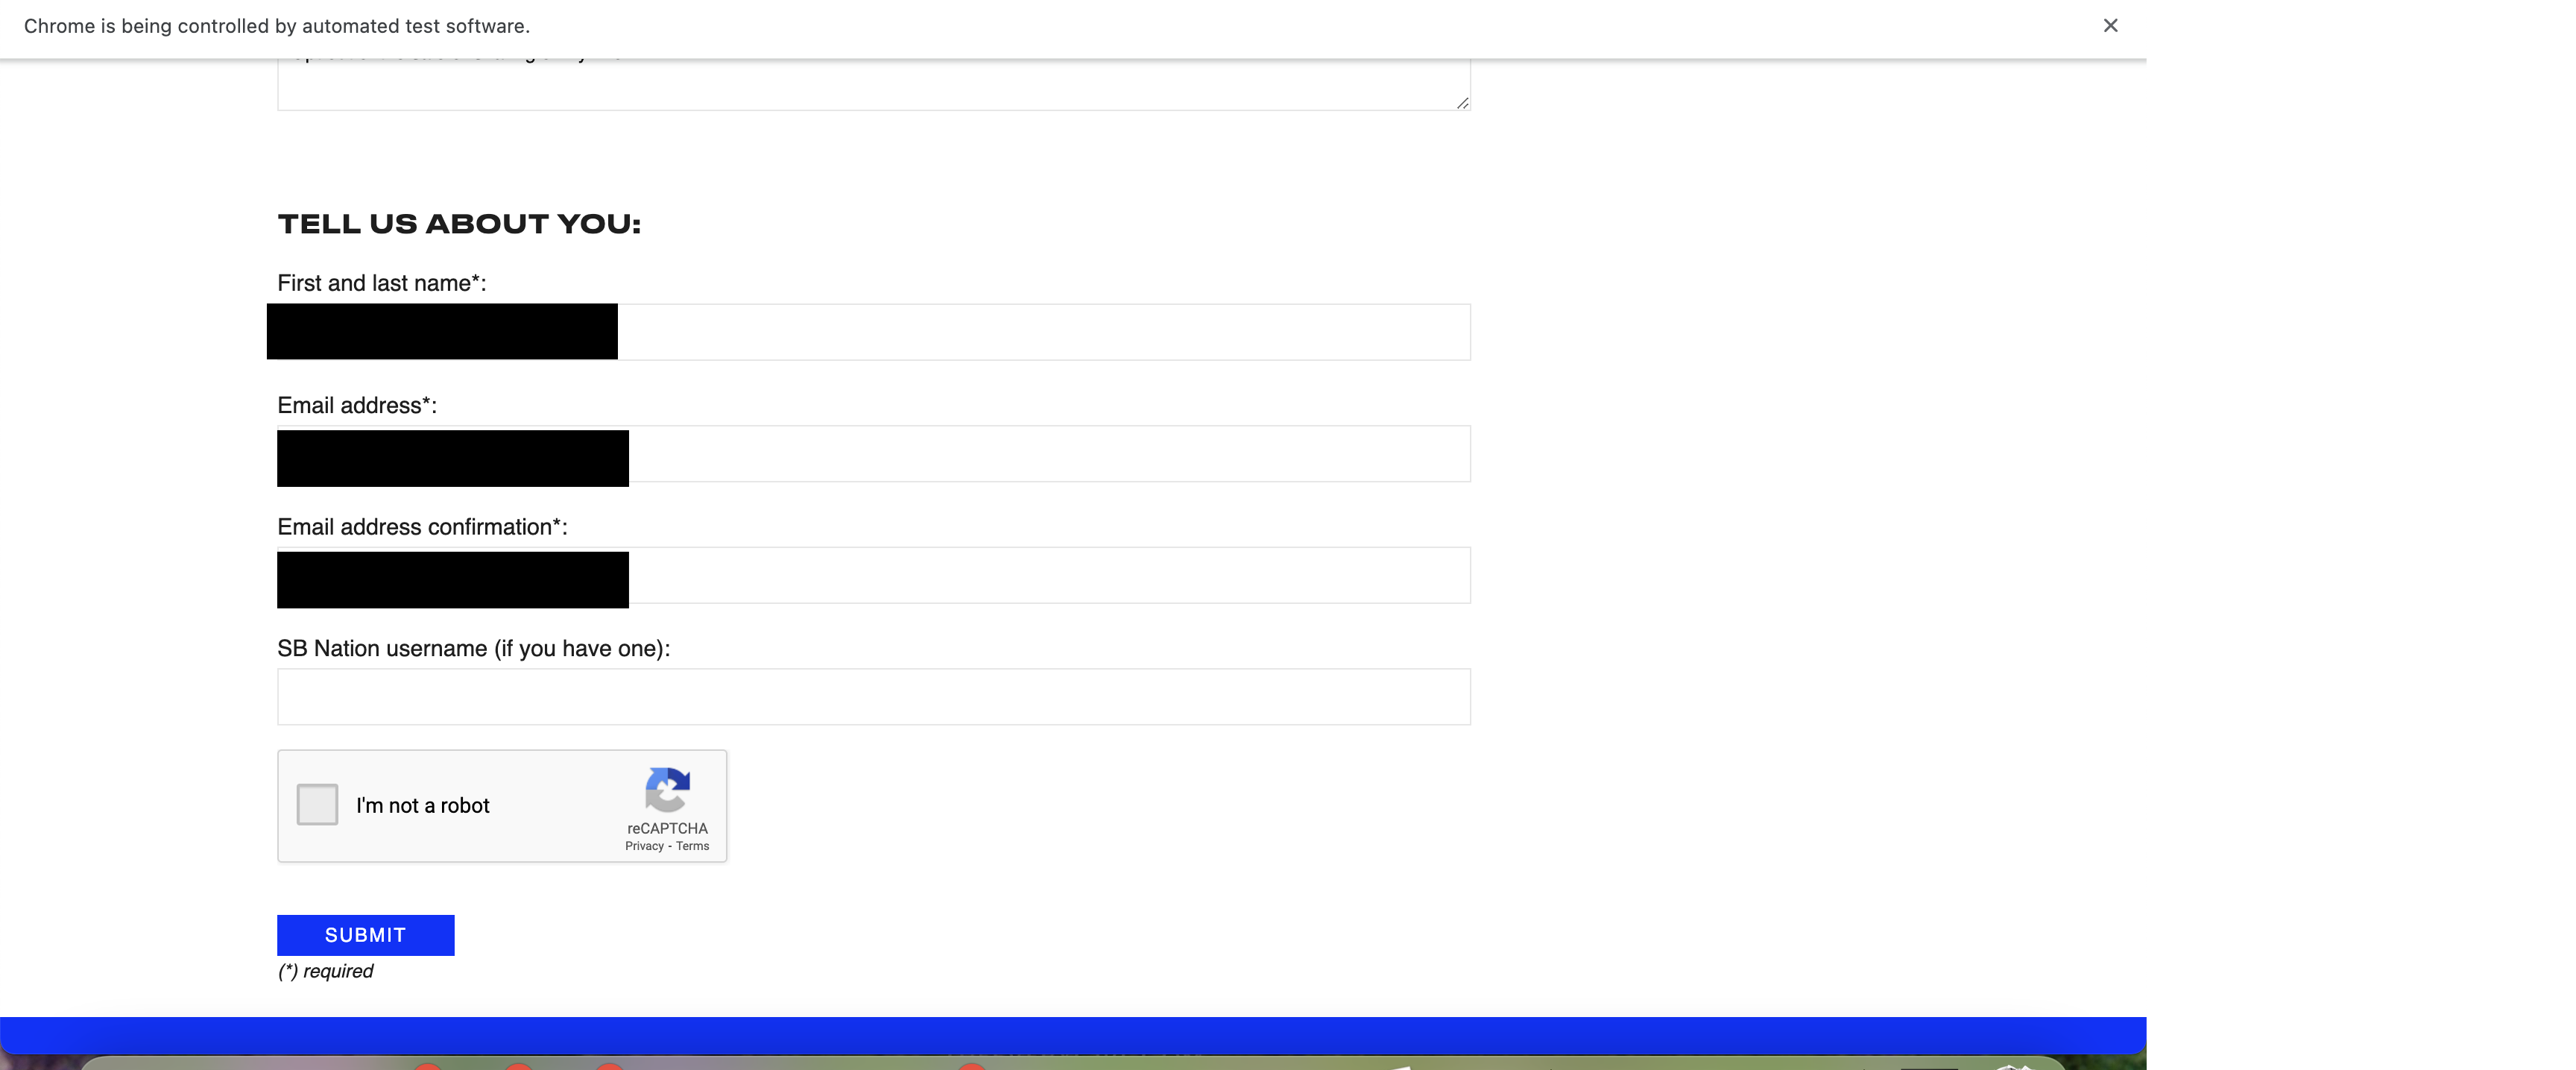 Chrome is being controlled by automated test software.
TELL US ABOUT YOU:
First and last name*:
Email address*:
Email address confirmation*:
SB Nation username (if you have one):
I'm not a robot
reCAPTCHA
Privacy - Terms
SUBMIT
(*) required